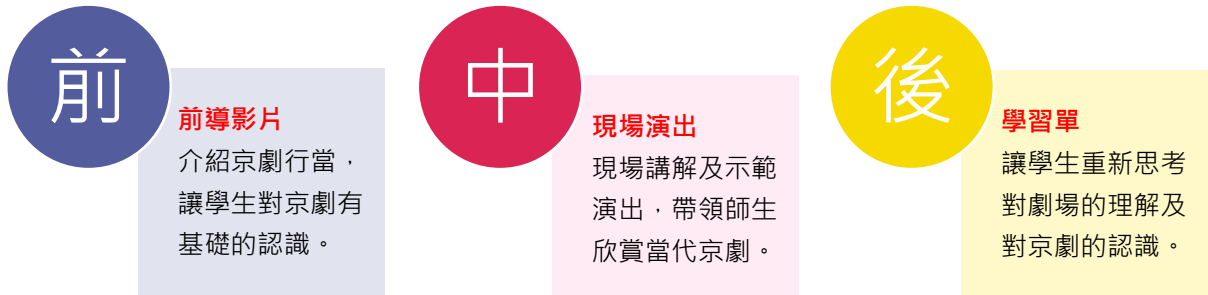 前
前導影片
介紹京劇行當，
讓學生對京劇有
基礎的認識。
中
現場演出
現場講解及示範
演出，帶領師生
欣賞當代京劇。
後
學習單
讓學生重新思考
對劇場的理解及
對京劇的認識。